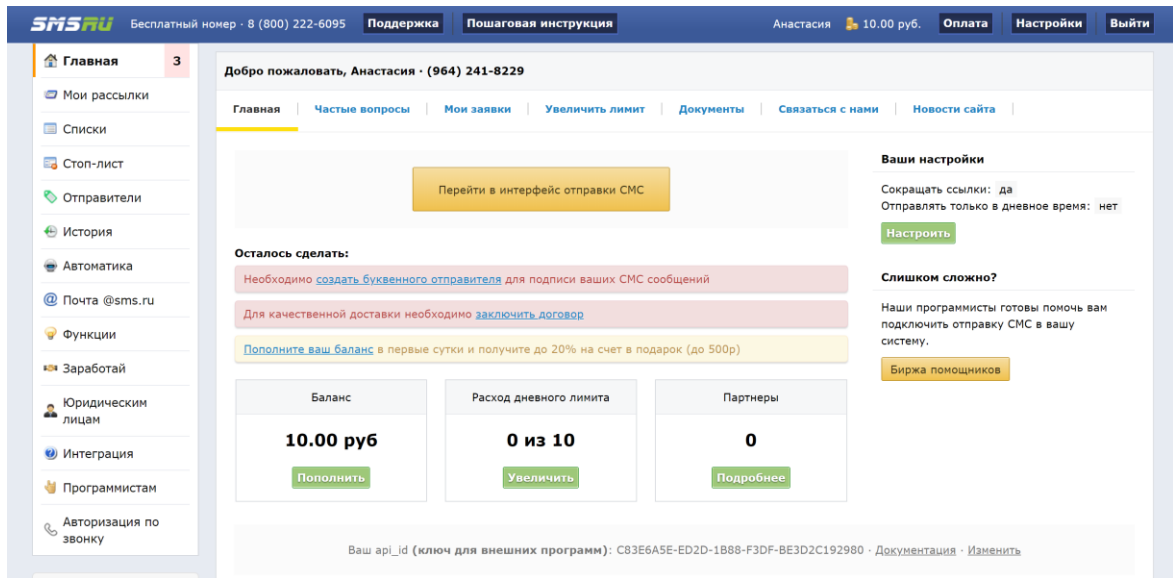 SMSRU Бесплатный номер · 8 (800) 222-6095 Поддержка Пошаговая инструкция Анастасия 10.00 руб. Оплата Настройки Выйти
Главная 3
Мои рассылки
Списки
Стоп-лист
Отправители
История
Автоматика
Почта @sms.ru
Функции
Заработай
Юридическим
лицам
Интеграция
Программистам
Авторизация по
звонку
Добро пожаловать, Анастасия · (964) 241-8229
Главная Частые вопросы Мои заявки Увеличить лимит Документы Связаться с нами Новости сайта
Перейти в интерфейс отправки СМС
Осталось сделать:
Необходимо создать буквенного отправителя для подписи ваших СМС сообщений
Для качественной доставки необходимо заключить договор
Пополните ваш баланс в первые сутки и получите до 20% на счет в подарок (до 500р)
Баланс
10.00 руб
Пополнить
Расход дневного лимита
0 из 10
Увеличить
Партнеры
0
Подробнее
Ваши настройки
Сокращать ссылки: да
Отправлять только в дневное время: нет
Настроить
Слишком сложно?
Наши программисты готовы помочь вам
подключить отправку СМС в вашу
систему.
Биржа помощников
Ваш api_id (ключ для внешних программ): C83E6A5E-ED2D-1B88-F3DF-BE3D2C192980 · Документация · Изменить